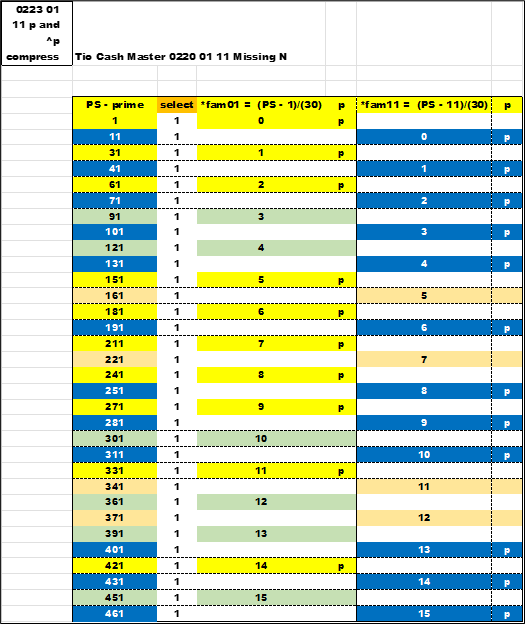 0223 01
11 p and
^p
compress Tio Cash Master 0220 01 11 Missing N
PS - prime select *fam01 = (PS - 1)/(30) p *fam11 = (PS - 11)/(30) p
1 1 0 p
11 1 0 p
31 1 1 p
41 1 1 p
61 1 2 p
71 1 2 p
91 1 3
101 1 3 p
121 1 4
131 1 4 p
151 1 5 p
161 1 5
181 1 6 p
191 1 6 p
211 1 7 p
221 1 7
241 1 8 p
251 1 8 p
271 1 9 p
281 1 9 p
301 1 10
311 1 10 p
331 1 11 p
341 1 11
361 1 12
371 1 12
391 1 13
401 1 13 p
421 1 14 p
431 1 14 p
451 1 15
461 1 15 p